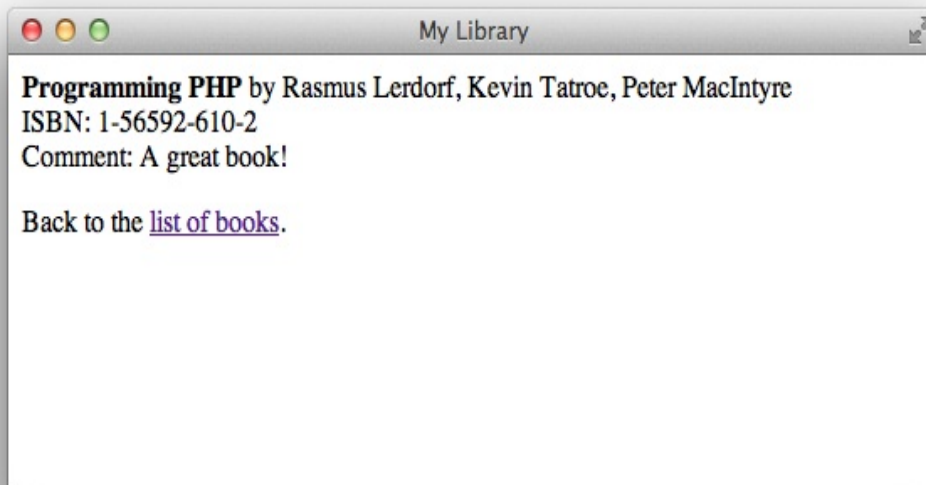 My Library
Programming PHP by Rasmus Lerdorf, Kevin Tatroe, Peter MacIntyre
ISBN: 1-56592-610-2
Comment: A great book!
Back to the list of books.